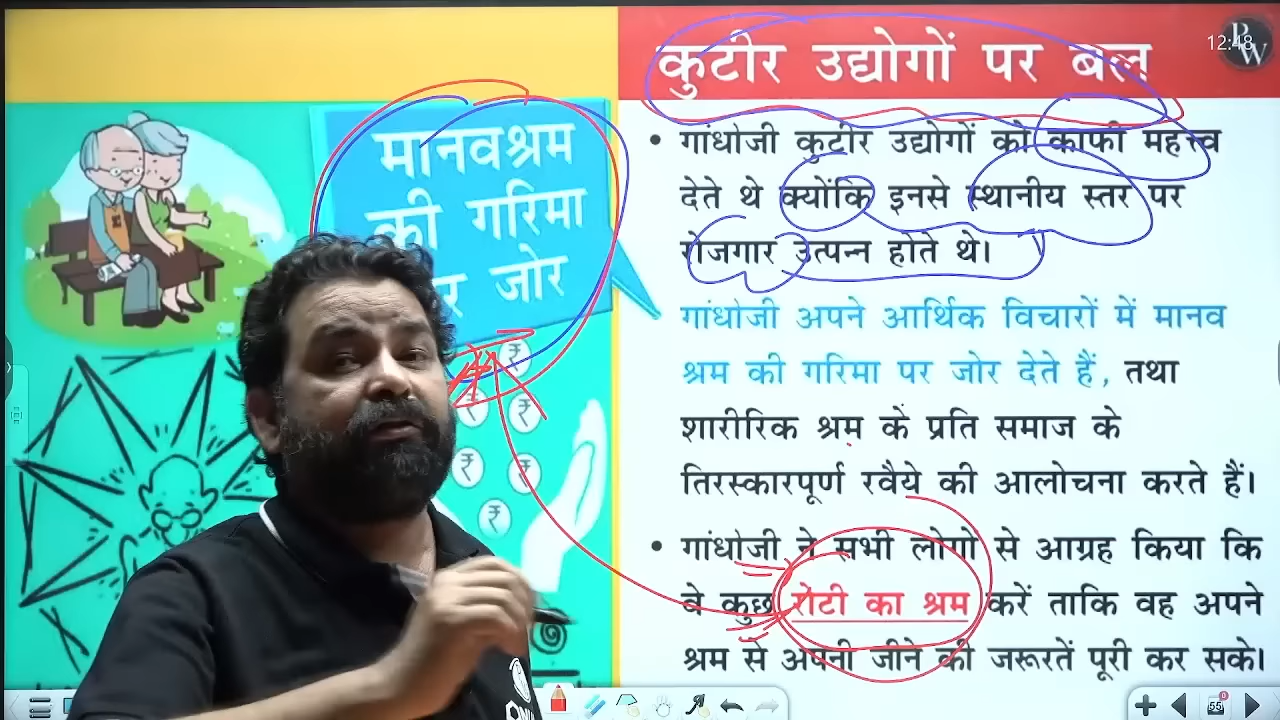 कुटीर उद्योगों पर बल
12:48
PW
मानवश्रम
की गरिमा
जोर
• गांधीजी कुटीर उद्योगों को काफी महत्त्व
देते थे क्योंकि इनसे स्थानीय स्तर पर
रोजगार उत्पन्न होते थे।
गांधीजी अपने आर्थिक विचारों में मानव
श्रम की गरिमा पर जोर देते हैं, तथा
शारीरिक श्रम के प्रति समाज के
तिरस्कारपूर्ण रवैये की आलोचना करते हैं।
• गांधीजी ने सभी लोगों से आग्रह किया कि
वे कुछ रोटी का श्रम करें ताकि वह अपने
श्रम से अपनी जीने की जरूरतें पूरी कर सके।
₹
₹ ₹
₹ ₹
₹
55